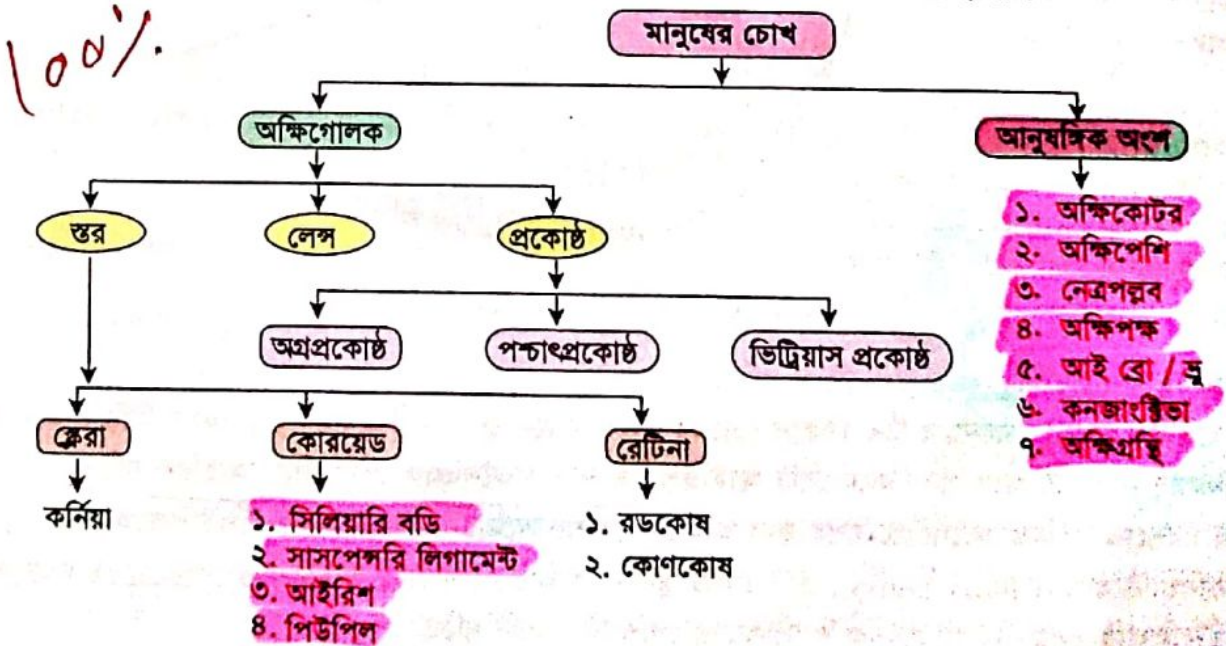 ১০০%.
মানুষের চোখ
অক্ষিগোলক
আনুষঙ্গিক অংশ
স্তর
লেন্স
প্রকোষ্ঠ
অগ্রপ্রকোষ্ঠ
পশ্চাৎপ্রকোষ্ঠ
ভিট্রিয়াস প্রকোষ্ঠ
১. অক্ষিকোটর
২. অক্ষিপেশি
৩. নেত্রপল্লব
৪. অক্ষিপক্ষ
৫. আই ব্রো / ভ্রূ
৬. কনজাংক্টিভা
৭. অক্ষিগ্রন্থি
স্ক্লেরা
কোরয়েড
রেটিনা
কর্নিয়া
১. সিলিয়ারি বডি
২. সাসপেন্সরি লিগামেন্ট
৩. আইরিশ
৪. পিউপিল
১. রডকোষ
২. কোণকোষ